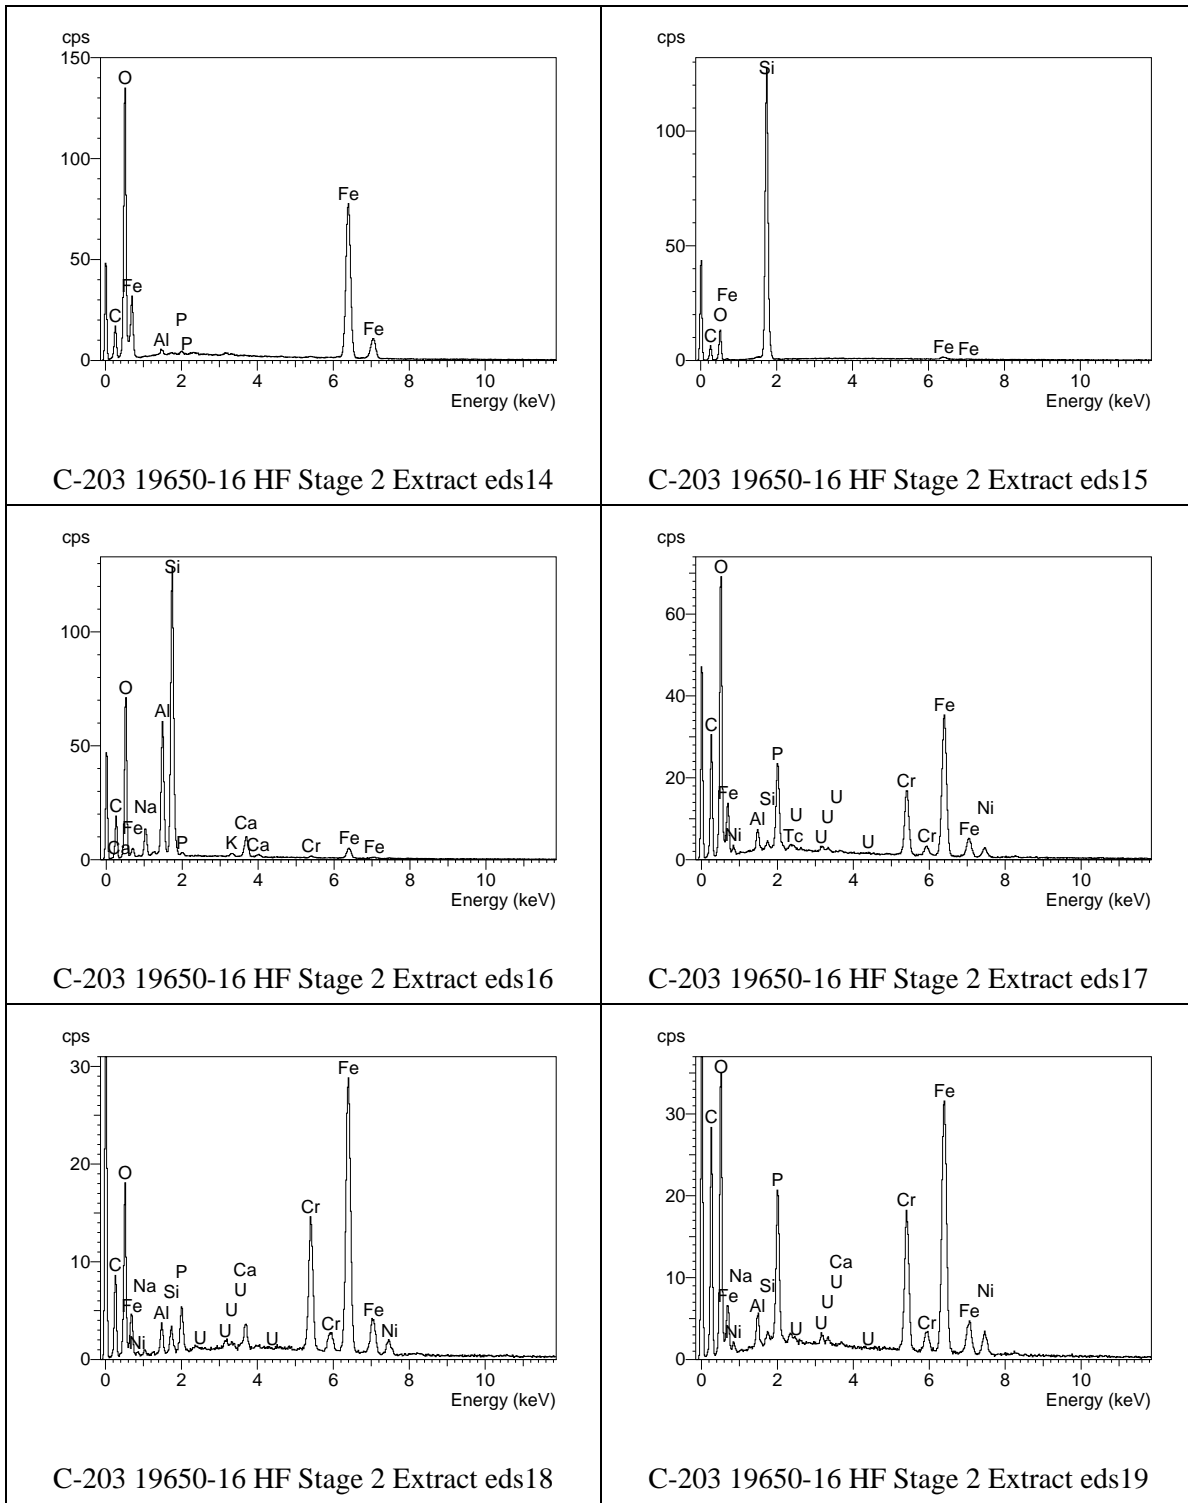 cps
150
O
100
Fe
50
Fe
P
C
Al
P
Fe
0
0 2 4 6 8 10
Energy (keV)
C-203 19650-16 HF Stage 2 Extract eds14
cps
Si
100
50
Fe
O
C
Fe Fe
0
0 2 4 6 8 10
Energy (keV)
C-203 19650-16 HF Stage 2 Extract eds15
cps
Si
100
O
Al
50
C Na
Fe
Ca
Ca
P
K
Ca
Cr
Fe
Fe
0
0 2 4 6 8 10
Energy (keV)
C-203 19650-16 HF Stage 2 Extract eds16
cps
O
60
40
Fe
C
P
20
Cr
Fe
Si
U
U
U
Ni
Al
Ni
Tc
U
U
Cr
Fe
0
0 2 4 6 8 10
Energy (keV)
C-203 19650-16 HF Stage 2 Extract eds17
cps
30
Fe
20
O
Cr
10
C
P
Ca
Na
Si
U
Fe
Al
U
Ni
U
U
U
Cr
Fe
Ni
0
0 2 4 6 8 10
Energy (keV)
C-203 19650-16 HF Stage 2 Extract eds18
cps
O
Fe
30
C
P
20
Cr
10
Na
Si
Ca
U
Ni
Fe
Al
U
Ni
U
U
U
Cr
Fe
0
0 2 4 6 8 10
Energy (keV)
C-203 19650-16 HF Stage 2 Extract eds19